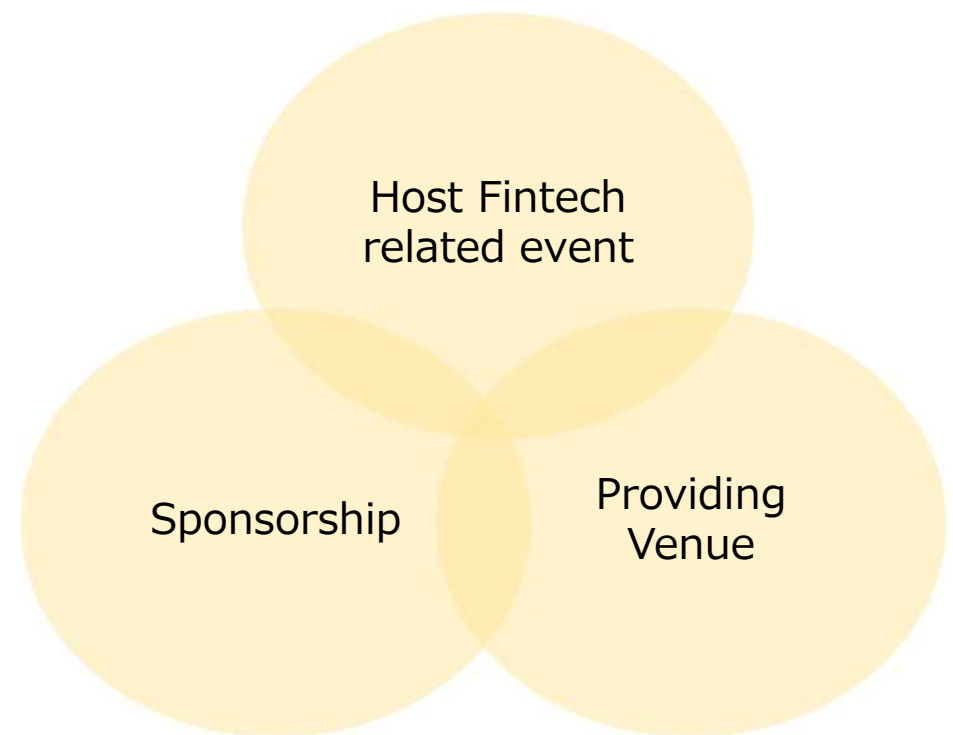 Host Fintech
related event
Sponsorship
Providing
Venue